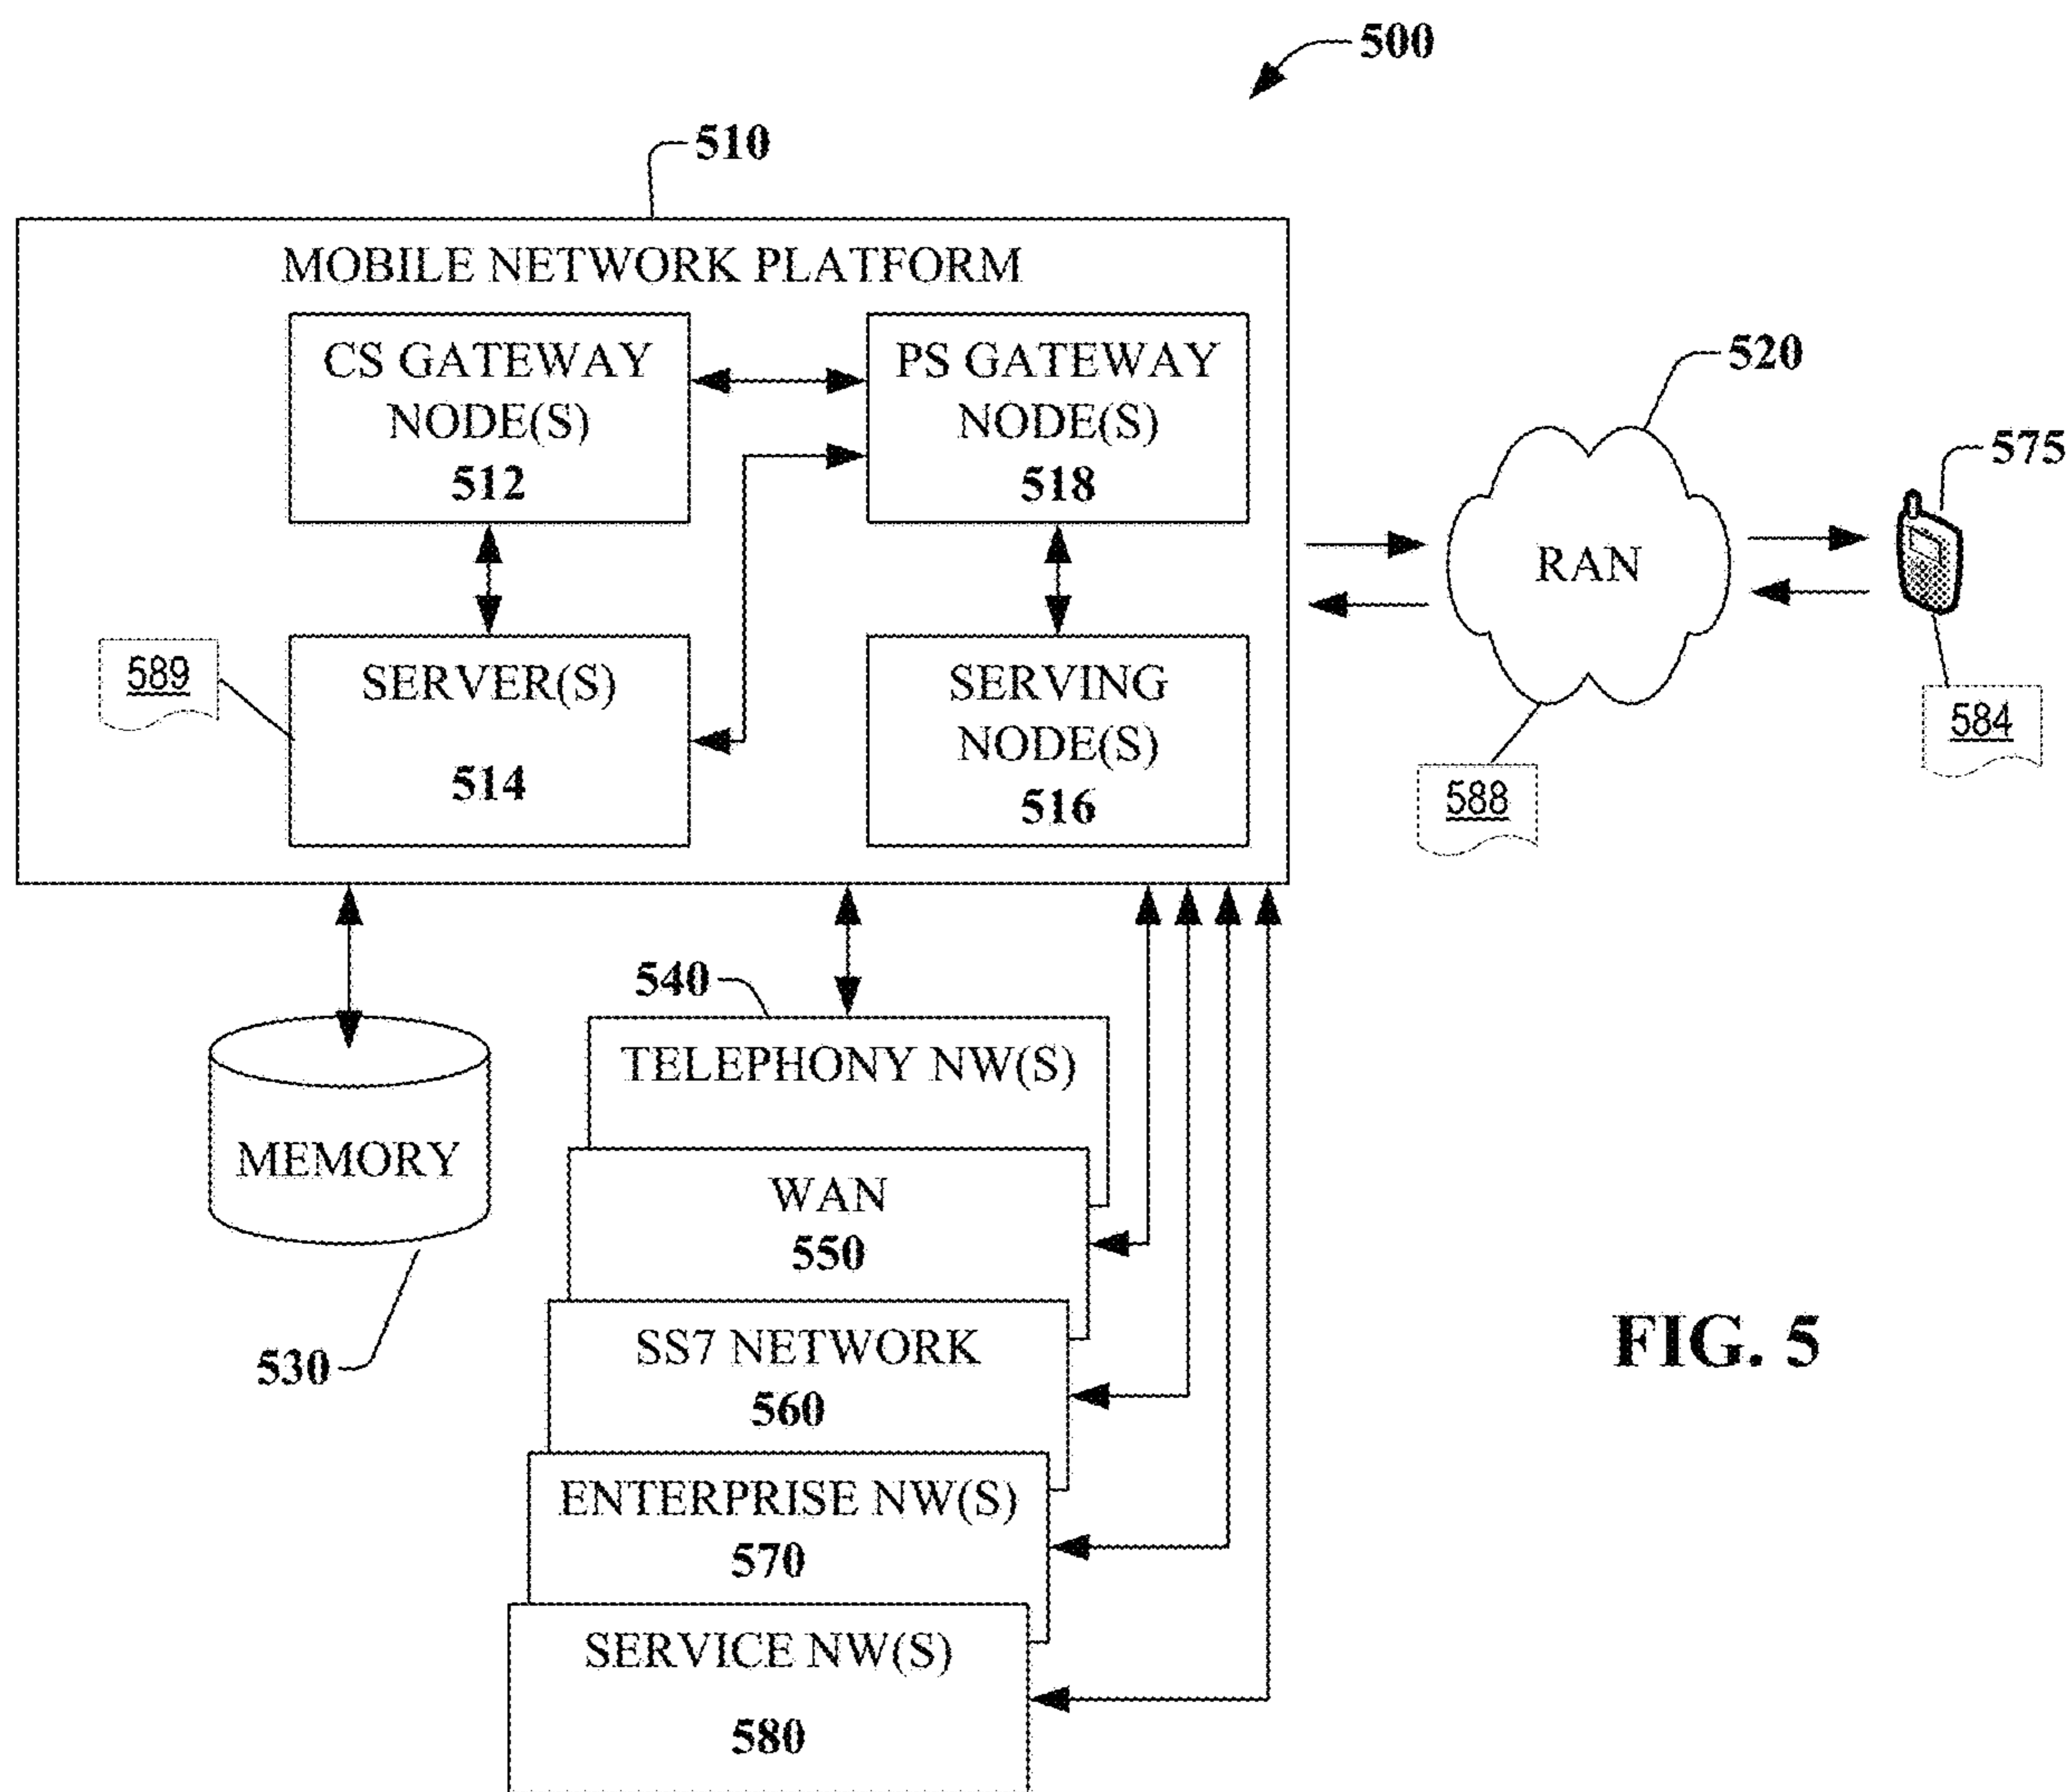 500
510
MOBILE NETWORK PLATFORM
CS GATEWAY
NODE(S)
512
PS GATEWAY
NODE(S)
518
520
575
RAN
589
SERVER(S)
514
SERVING
NODE(S)
516
588
584
540
TELEPHONY NW(S)
MEMORY
530
WAN
550
SS7 NETWORK
560
ENTERPRISE NW(S)
570
SERVICE NW(S)
580
FIG. 5